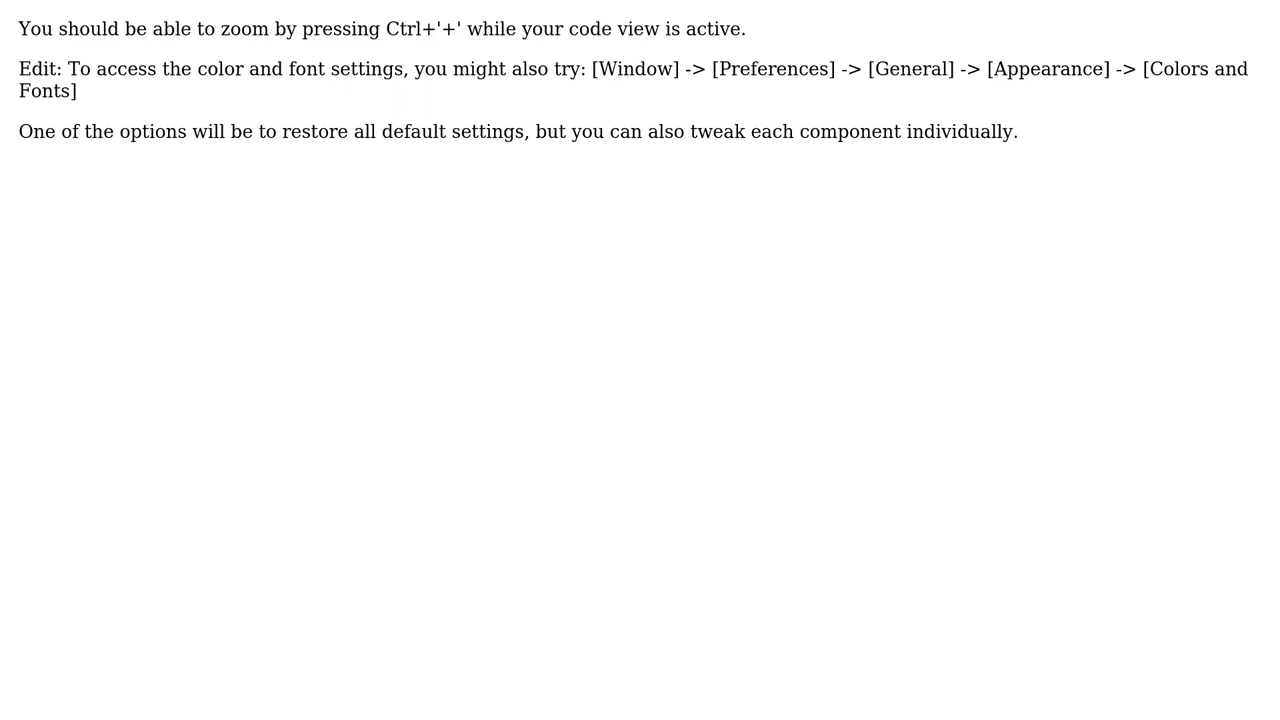 You should be able to zoom by pressing Ctrl+'+' while your code view is active.
Edit: To access the color and font settings, you might also try: [Window] -> [Preferences] -> [General] -> [Appearance] -> [Colors and
Fonts]
One of the options will be to restore all default settings, but you can also tweak each component individually.